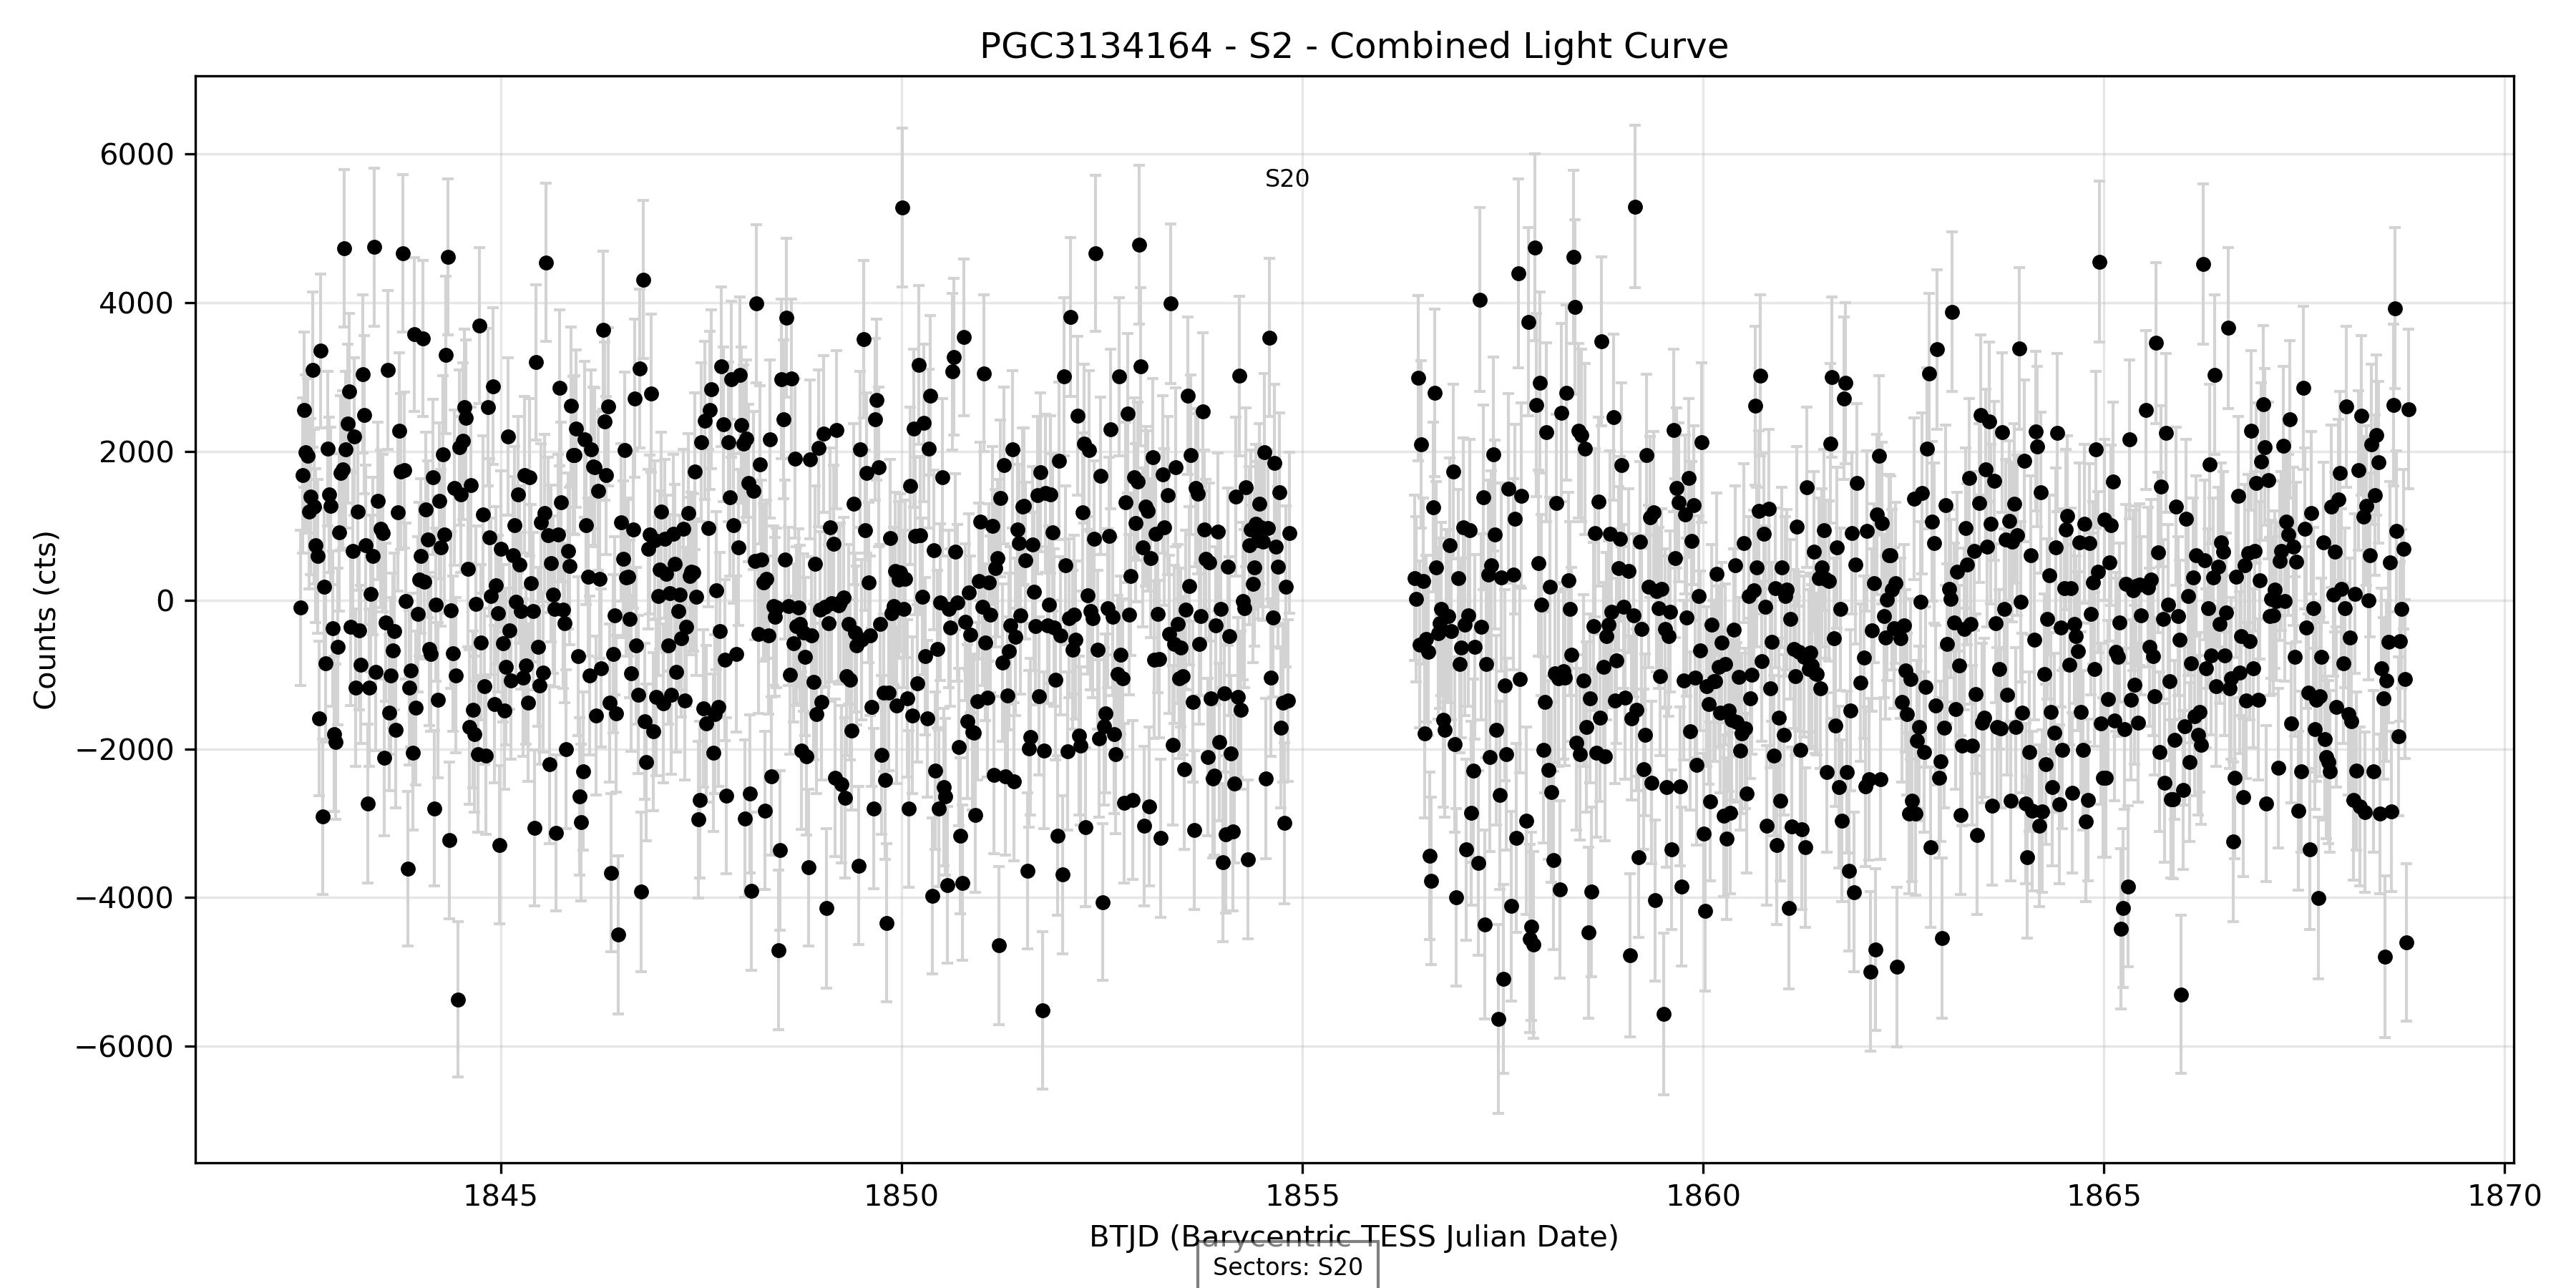 PGC3134164 - S2 - Combined Light Curve
Counts (cts)
6000
4000
2000
0
−2000
−4000
−6000
S20
1845
1850
1855
1860
1865
1870
BTJD (Barycentric TESS Julian Date)
Sectors: S20